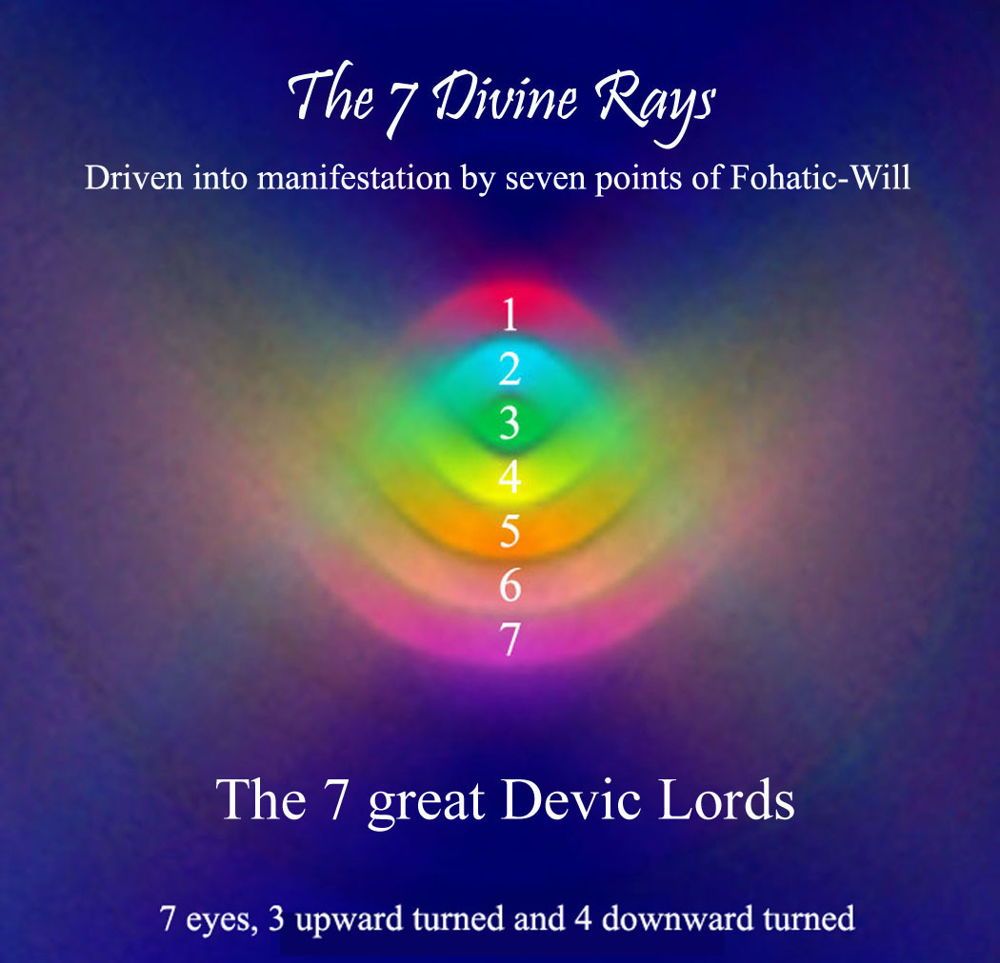 The 7 Divine Rays
Driven into manifestation by seven points of Fohatic-Will
1
2
3
4
5
6
7
The 7 great Devic Lords
7 eyes, 3 upward turned and 4 downward turned